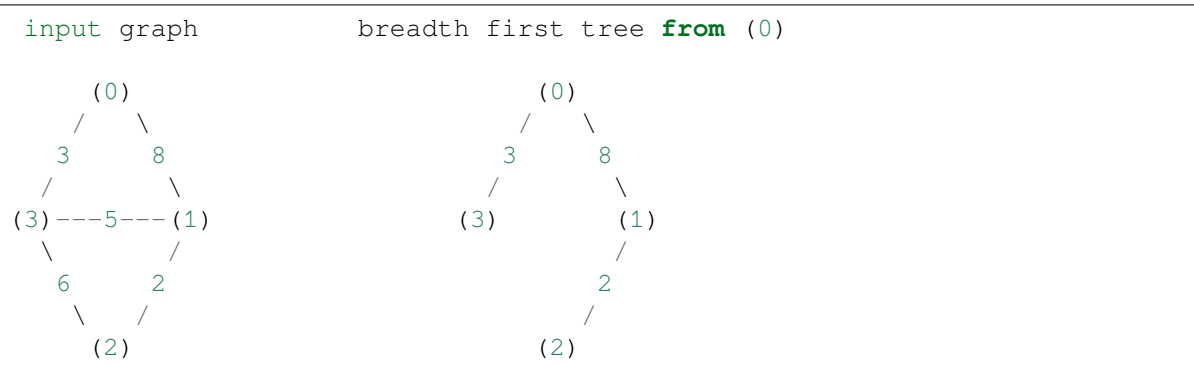 input graph             breadth first tree from (0)

     (0)                         (0)
    /   \                       /   \
   3     8                     3     8
  /       \                   /       \
(3)---5---(1)               (3)       (1)
  \       /                           /
   6     2                           2
    \   /                           /
     (2)                         (2)